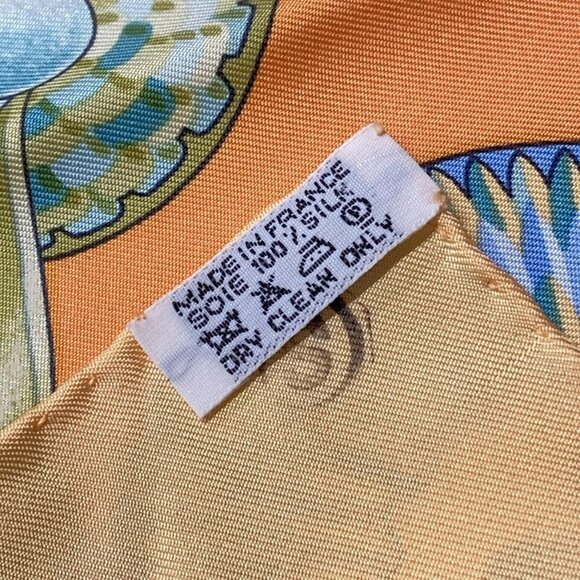 MADE IN FRANCE
SOIE 100% SILK
Ⓟ
DRY CLEAN ONLY